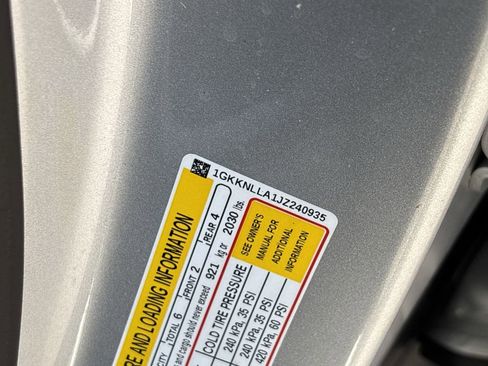 1GKKNLLA1JZ240935
RE AND LOADING INFORMATION
CITY TOTAL 6 FRONT 2 REAR 4
and cargo should never exceed 921 kg or 2030 lbs.
COLD TIRE PRESSURE
240 kPa, 35 PSI
240 kPa, 35 PSI
420 kPa, 60 PSI
SEE OWNER'S
MANUAL FOR
ADDITIONAL
INFORMATION